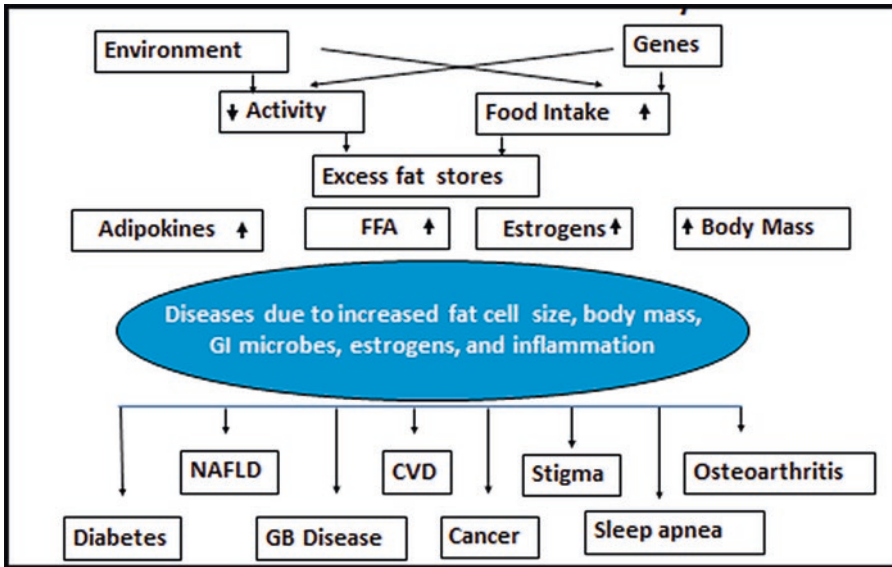 Environment
Genes
Activity
Food Intake
Excess fat stores
Adipokines
FFA
Estrogens
Body Mass
Diseases due to increased fat cell size, body mass,
GI microbes, estrogens, and inflammation
NAFLD
CVD
Stigma
Osteoarthritis
Diabetes
GB Disease
Cancer
Sleep apnea